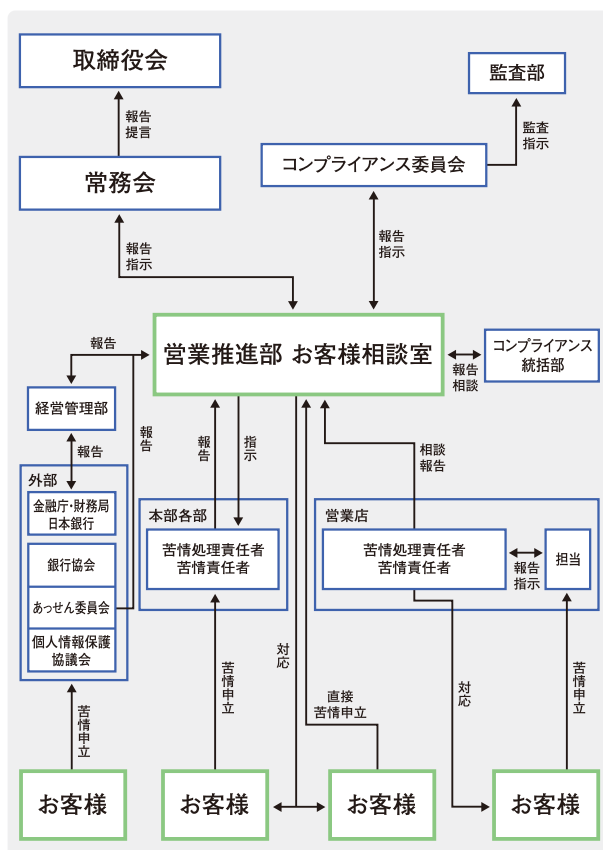 取締役会
監査部
報告
提言
監査
指示
常務会
コンプライアンス委員会
報告
指示
報告
指示
営業推進部 お客様相談室
コンプライアンス
統括部
報告
相談
報告
経営管理部
報告
報告
報告
指示
相談
報告
外部
金融庁・財務局
日本銀行
銀行協会
あっせん委員会
個人情報保護
協議会
本部各部
苦情処理責任者
苦情責任者
営業店
苦情処理責任者
苦情責任者
報告
指示
担当
苦情申立
苦情申立
対応
直接
苦情申立
対応
苦情申立
お客様
お客様
お客様
お客様